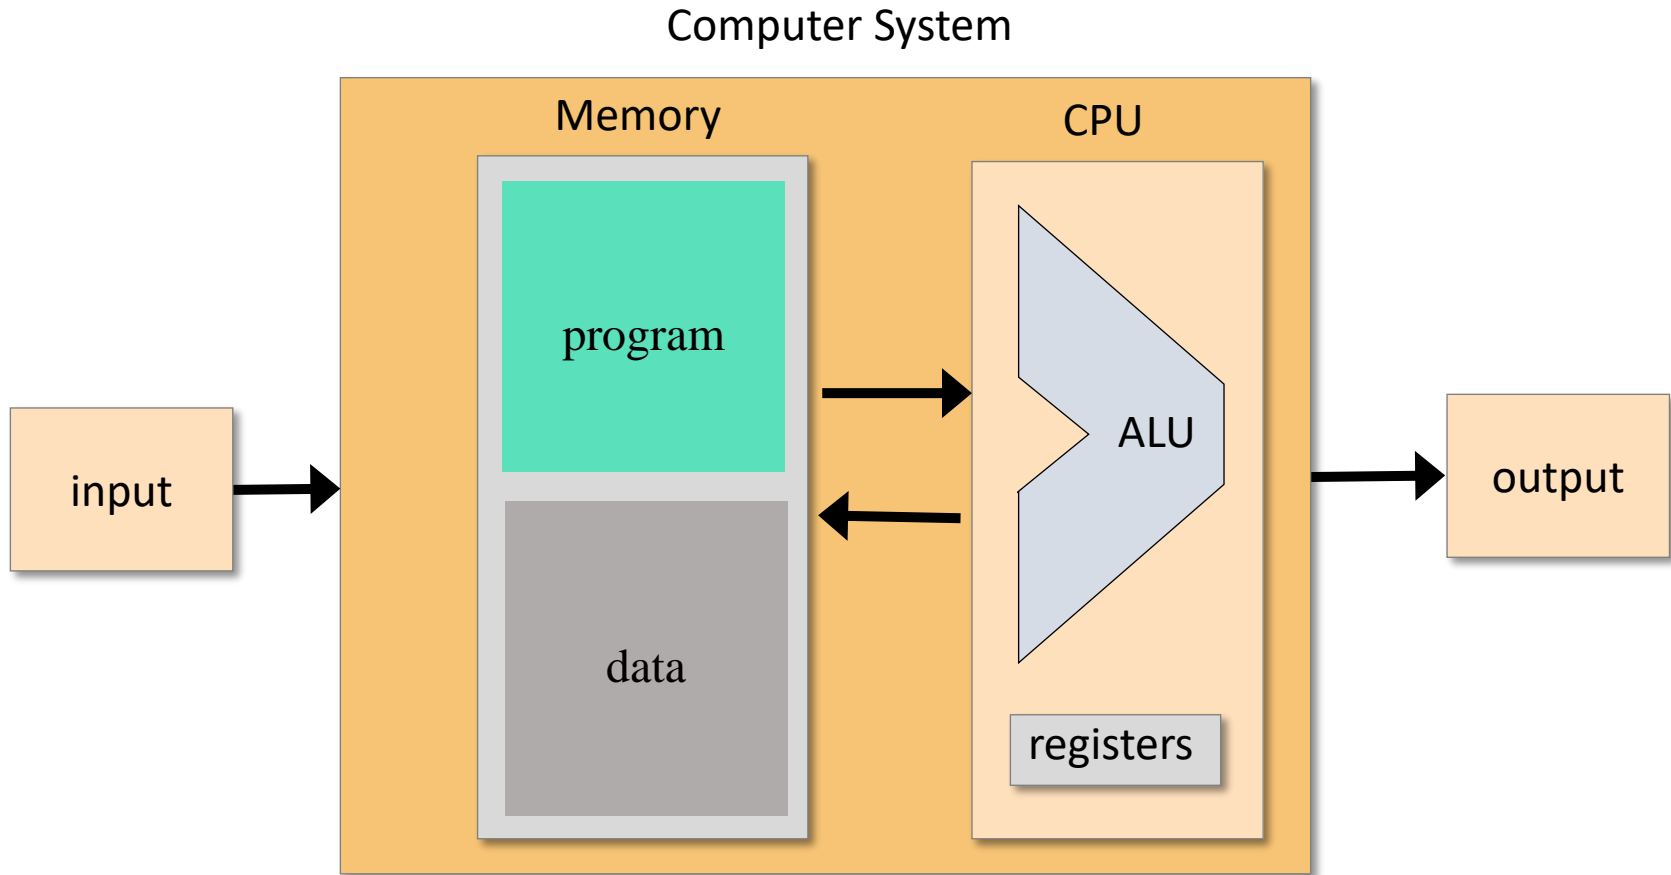 Computer System
Memory
CPU
program
ALU
input
output
data
registers